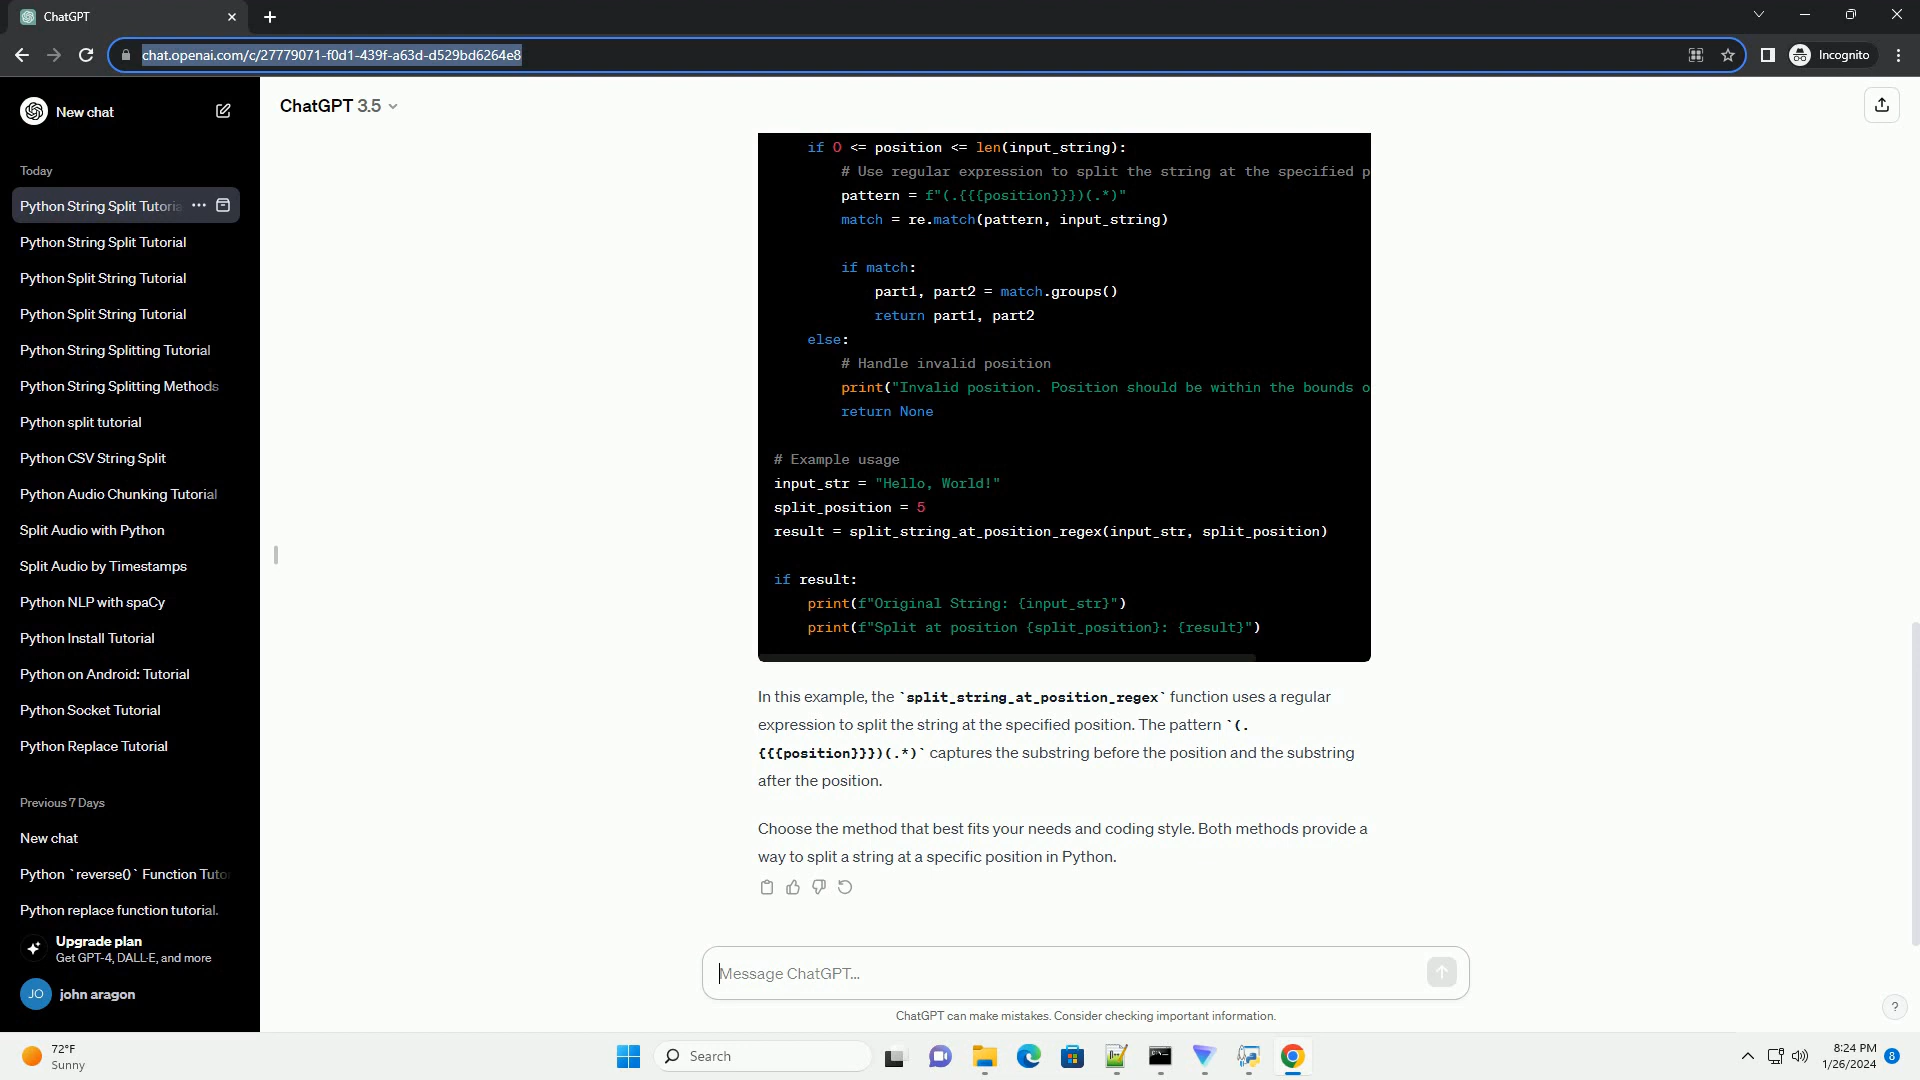 ChatGPT
chat.openai.com/c/27779071-f0d1-439f-a63d-d529bd6264e8
Incognito
New chat
ChatGPT 3.5
Today
Python String Split Tutoria
Python String Split Tutorial
Python Split String Tutorial
Python Split String Tutorial
Python String Splitting Tutorial
Python String Splitting Methods
Python split tutorial
Python CSV String Split
Python Audio Chunking Tutorial
Split Audio with Python
Split Audio by Timestamps
Python NLP with spaCy
Python Install Tutorial
Python on Android: Tutorial
Python Socket Tutorial
Python Replace Tutorial
Previous 7 Days
New chat
Python `reverse()` Function Tuto
Python replace function tutorial.
Upgrade plan
Get GPT-4, DALL·E, and more
JO john aragon
if 0 <= position <= len(input_string):
# Use regular expression to split the string at the specified p
pattern = f"(.{{{position}}})(.*)"
match = re.match(pattern, input_string)
if match:
part1, part2 = match.groups()
return part1, part2
else:
# Handle invalid position
print("Invalid position. Position should be within the bounds o
return None
# Example usage
input_str = "Hello, World!"
split_position = 5
result = split_string_at_position_regex(input_str, split_position)
if result:
print(f"Original String: {input_str}")
print(f"Split at position {split_position}: {result}")
In this example, the `split_string_at_position_regex` function uses a regular
expression to split the string at the specified position. The pattern `(.
{{{position}}})(.*)` captures the substring before the position and the substring
after the position.
Choose the method that best fits your needs and coding style. Both methods provide a
way to split a string at a specific position in Python.
Message ChatGPT...
ChatGPT can make mistakes. Consider checking important information.
?
72°F
Sunny
Search
8:24 PM
1/26/2024
8